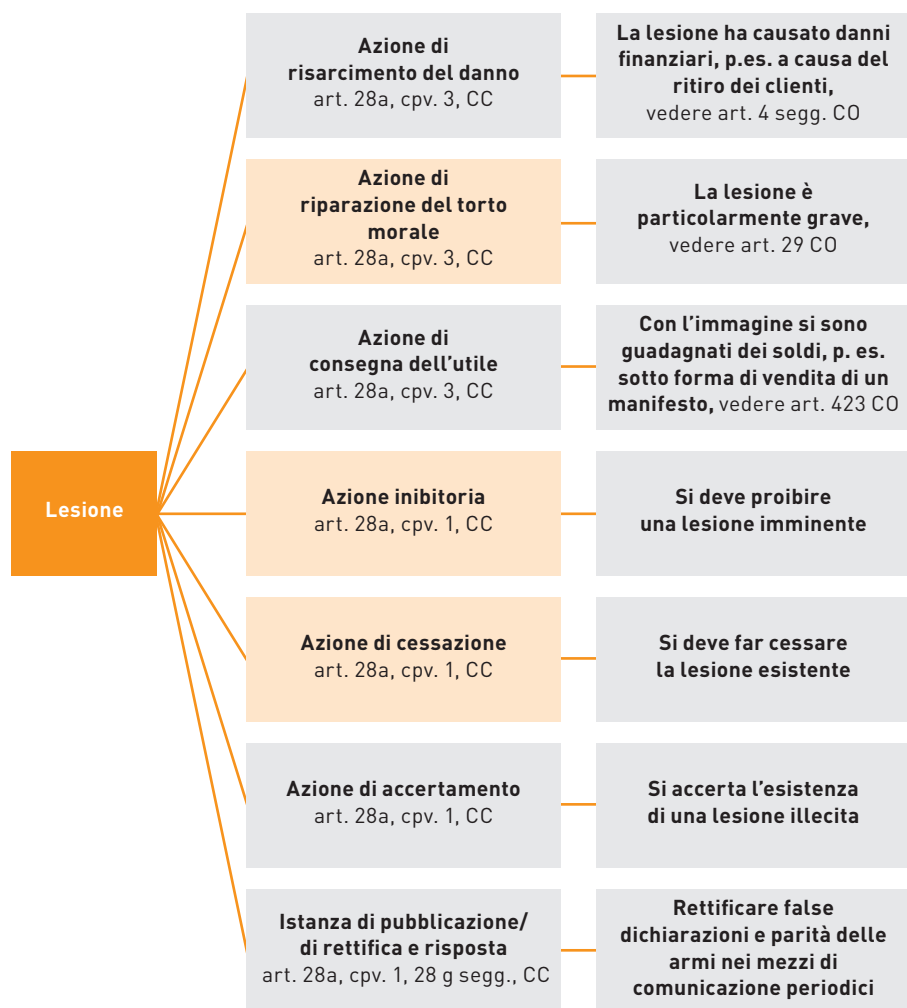 Azione di
risarcimento del danno
art. 28a, cpv. 3, CC
La lesione ha causato danni
finanziari, p.es. a causa del
ritiro dei clienti,
vedere art. 4 segg. CO
Azione di
riparazione del torto
morale
art. 28a, cpv. 3, CC
La lesione è
particolarmente grave,
vedere art. 29 CO
Azione di
consegna dell’utile
art. 28a, cpv. 3, CC
Con l’immagine si sono
guadagnati dei soldi, p. es.
sotto forma di vendita di un
manifesto, vedere art. 423 CO
Lesione
Azione inibitoria
art. 28a, cpv. 1, CC
Si deve proibire
una lesione imminente
Azione di cessazione
art. 28a, cpv. 1, CC
Si deve far cessare
la lesione esistente
Azione di accertamento
art. 28a, cpv. 1, CC
Si accerta l’esistenza
di una lesione illecita
Istanza di pubblicazione/
di rettifica e risposta
art. 28a, cpv. 1, 28 g segg., CC
Rettificare false
dichiarazioni e parità delle
armi nei mezzi di
comunicazione periodici